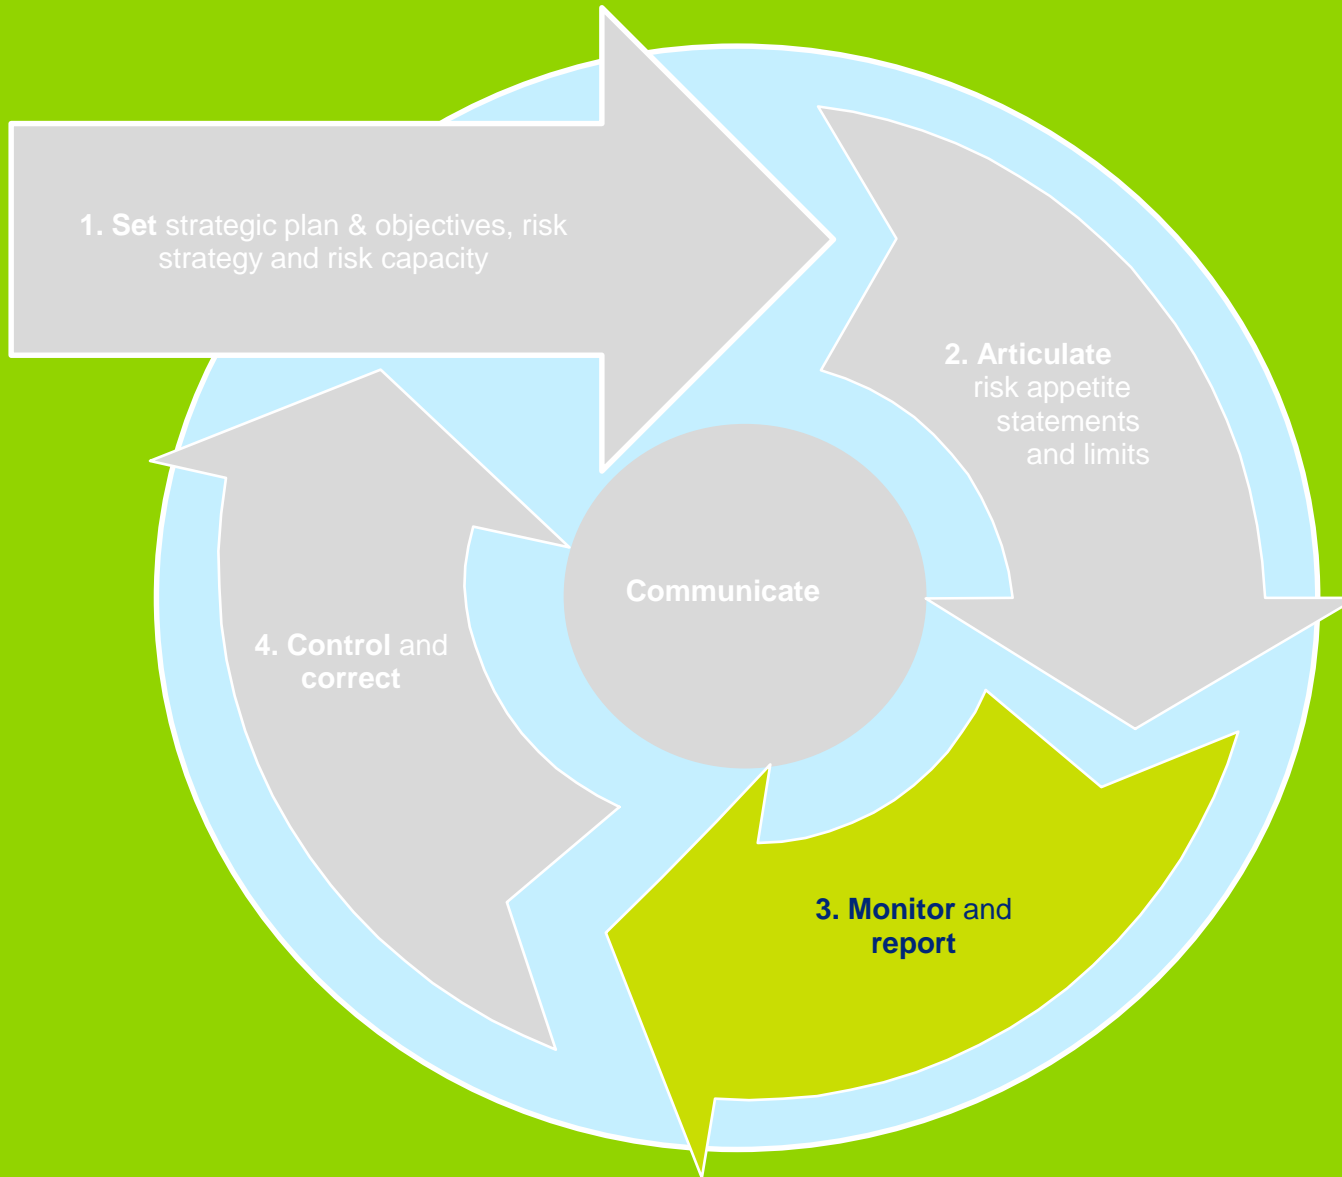 1. Set strategic plan & objectives, risk
strategy and risk capacity
2. Articulate
risk appetite
statements
and limits
Communicate
4. Control and
correct
3. Monitor and
report